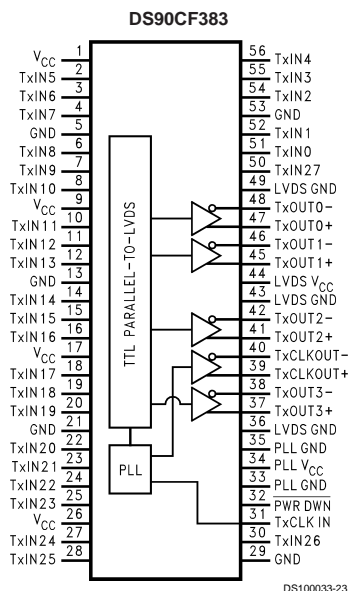 DS90CF383
V_CC 1
TxIN5 2
TxIN6 3
TxIN7 4
GND 5
TxIN8 6
TxIN9 7
TxIN10 8
V_CC 9
TxIN11 10
TxIN12 11
TxIN13 12
GND 13
TxIN14 14
TxIN15 15
TxIN16 16
V_CC 17
TxIN17 18
TxIN18 19
TxIN19 20
GND 21
TxIN20 22
TxIN21 23
TxIN22 24
TxIN23 25
V_CC 26
TxIN24 27
TxIN25 28
TTL PARALLEL-TO-LVDS
PLL
56 TxIN4
55 TxIN3
54 TxIN2
53 GND
52 TxIN1
51 TxIN0
50 TxIN27
49 LVDS GND
48 TxOUT0-
47 TxOUT0+
46 TxOUT1-
45 TxOUT1+
44 LVDS V_CC
43 LVDS GND
42 TxOUT2-
41 TxOUT2+
40 TxCLKOUT-
39 TxCLKOUT+
38 TxOUT3-
37 TxOUT3+
36 LVDS GND
35 PLL GND
34 PLL V_CC
33 PLL GND
32 PWR DWN
31 TxCLK IN
30 TxIN26
29 GND
DS100033-23